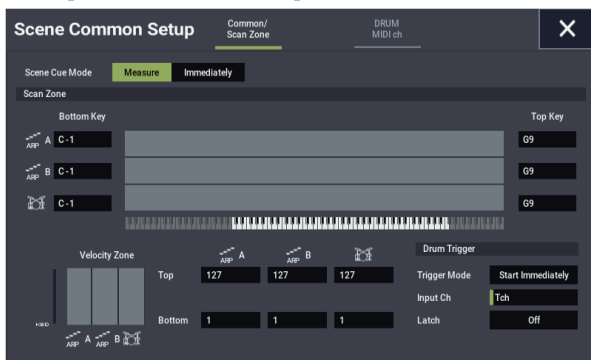 Scene Common Setup
Common/
Scan Zone
DRUM
MIDI ch
Scene Cue Mode Measure Immediately
Scan Zone
Bottom Key Top Key
ARP A C-1 G9
ARP B C-1 G9
C-1 G9
Velocity Zone ARP A ARP B Drum Trigger
Top 127 127 127 Trigger Mode Start Immediately
Input Ch Tch
KBD Bottom 1 1 1 Latch Off
ARP A ARP B